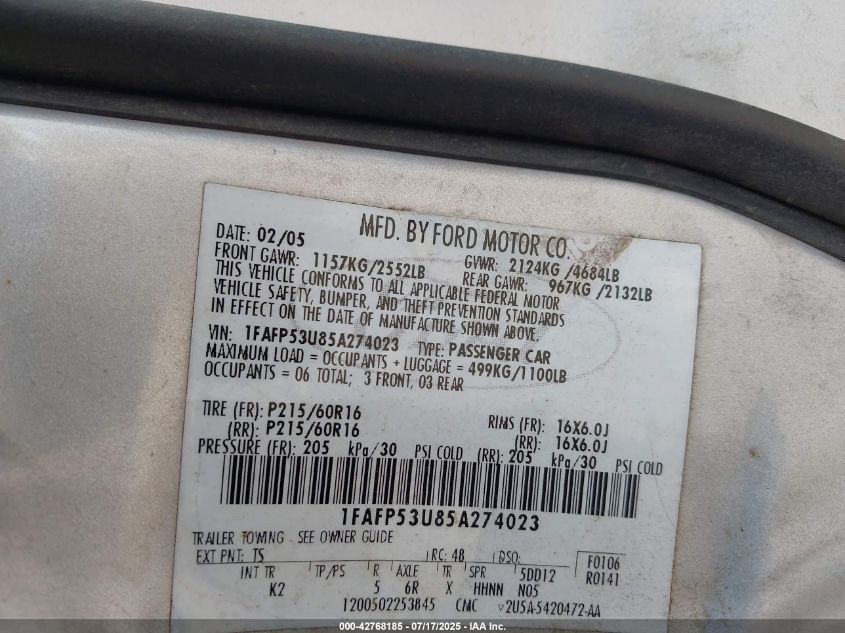 MFD. BY FORD MOTOR CO.
DATE: 02/05
GVWR: 2124KG /4684LB
FRONT GAWR: 1157KG/2552LB
REAR GAWR: 967KG /2132LB
THIS VEHICLE CONFORMS TO ALL APPLICABLE FEDERAL MOTOR
VEHICLE SAFETY, BUMPER, AND THEFT PREVENTION STANDARDS
IN EFFECT ON THE DATE OF MANUFACTURE SHOWN ABOVE.
VIN: 1FAFP53U85A274023 TYPE: PASSENGER CAR
MAXIMUM LOAD = OCCUPANTS + LUGGAGE = 499KG/1100LB
OCCUPANTS = 06 TOTAL; 3 FRONT, 03 REAR
TIRE (FR): P215/60R16 RIMS (FR): 16X6.0J
(RR): P215/60R16 (RR): 16X6.0J
PRESSURE (FR): 205 kPa/30 PSI COLD (RR): 205 kPa/30 PSI COLD
1FAFP53U85A274023
TRAILER TOWING - SEE OWNER GUIDE
EXT PNT: TS RC: 48 DSO: F0106
R0141
INT TR TP/PS R AXLE TR SPR 5DD12
K2 5 6R X HHNN N05
1200502253845 CMC 2U5A-5420472-AA
000-42768185 - 07/17/2025 - IAA, Inc.